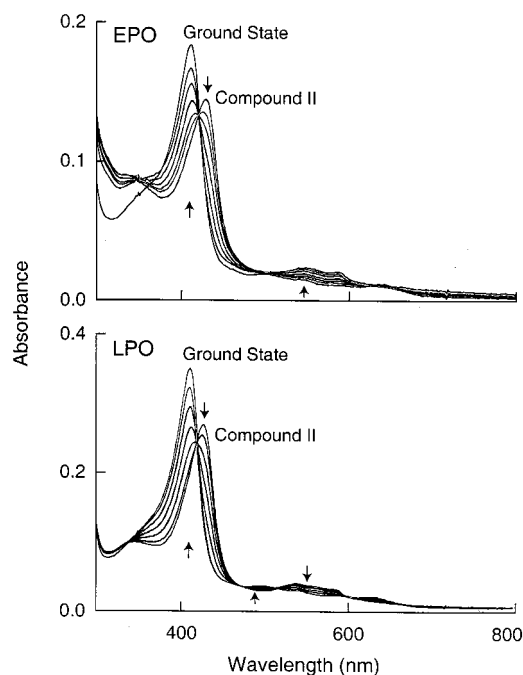 0.2
EPO
Ground State
Compound II
0.1
0.0
Absorbance
0.4
LPO
Ground State
Compound II
0.2
0.0
400
600
800
Wavelength (nm)